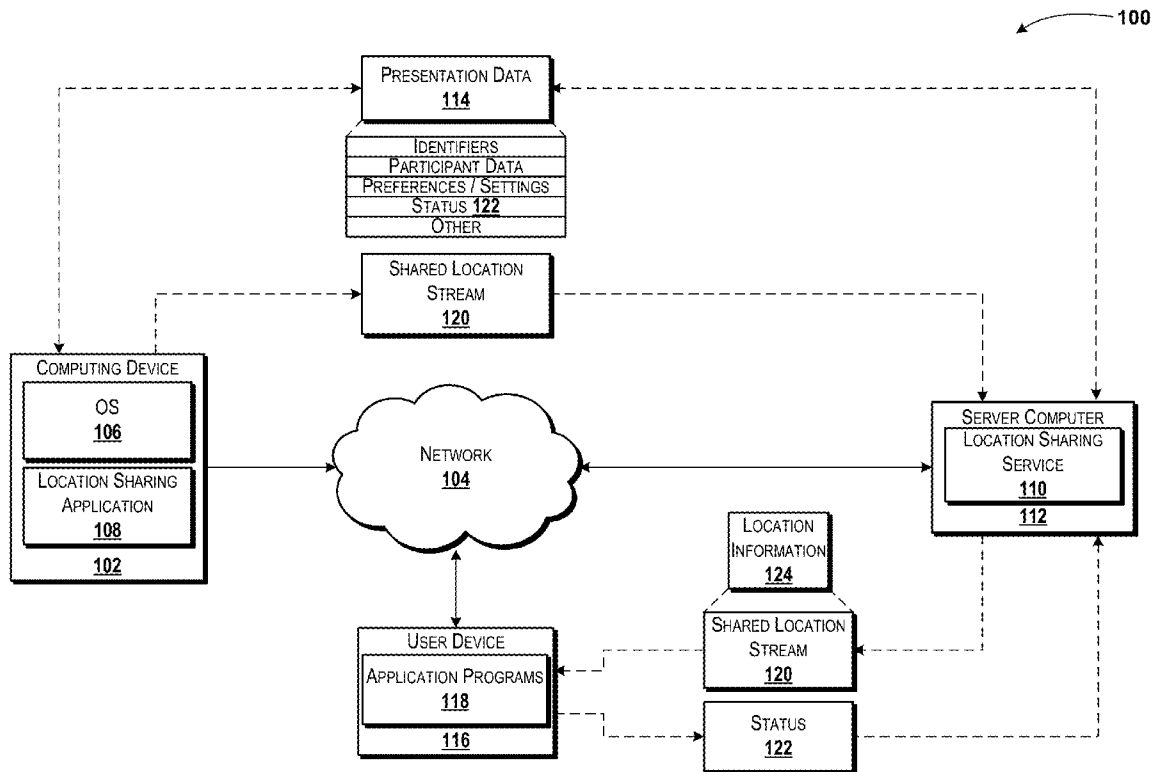 100
PRESENTATION DATA
114
IDENTIFIERS
PARTICIPANT DATA
PREFERENCES / SETTINGS
STATUS 122
OTHER
SHARED LOCATION
STREAM
120
COMPUTING DEVICE
OS
106
LOCATION SHARING
APPLICATION
108
102
NETWORK
104
SERVER COMPUTER
LOCATION SHARING
SERVICE
110
112
LOCATION
INFORMATION
124
SHARED LOCATION
STREAM
120
USER DEVICE
APPLICATION PROGRAMS
118
116
STATUS
122